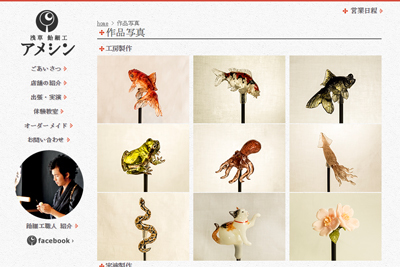 営業日程
浅草 飴細工
アメシン
ごあいさつ
店舗の紹介
出張・実演
体験教室
オーダーメイド
お問い合わせ
飴細工職人 紹介
facebook
home > 作品写真
作品写真
工房製作
実演製作